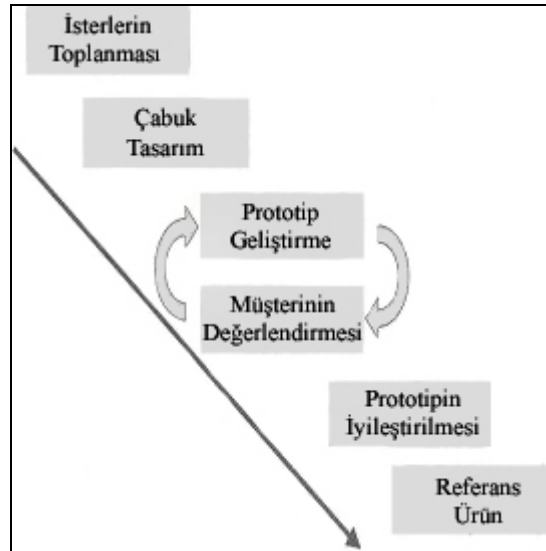 İsterlerin
Toplanması
Çabuk
Tasarım
Prototip
Geliştirme
Müşterinin
Değerlendirmesi
Prototipin
İyileştirilmesi
Referans
Ürün